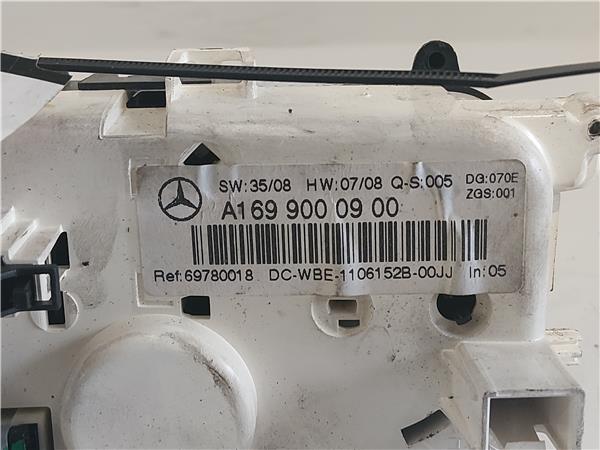 SW:35/08 HW:07/08 Q-S:005 DG:070E
ZGS:001
A169 900 09 00
Ref:69780018 DC-WBE-1106152B-00JJ In:05